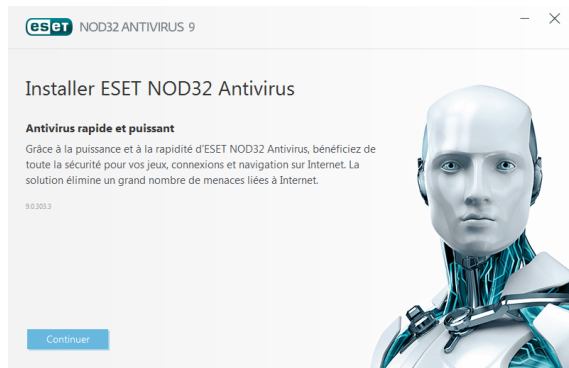 eset NOD32 ANTIVIRUS 9
Installer ESET NOD32 Antivirus
Antivirus rapide et puissant
Grâce à la puissance et à la rapidité d'ESET NOD32 Antivirus, bénéficiez de
toute la sécurité pour vos jeux, connexions et navigation sur Internet. La
solution élimine un grand nombre de menaces liées à Internet.
9.0.303.3
Continuer